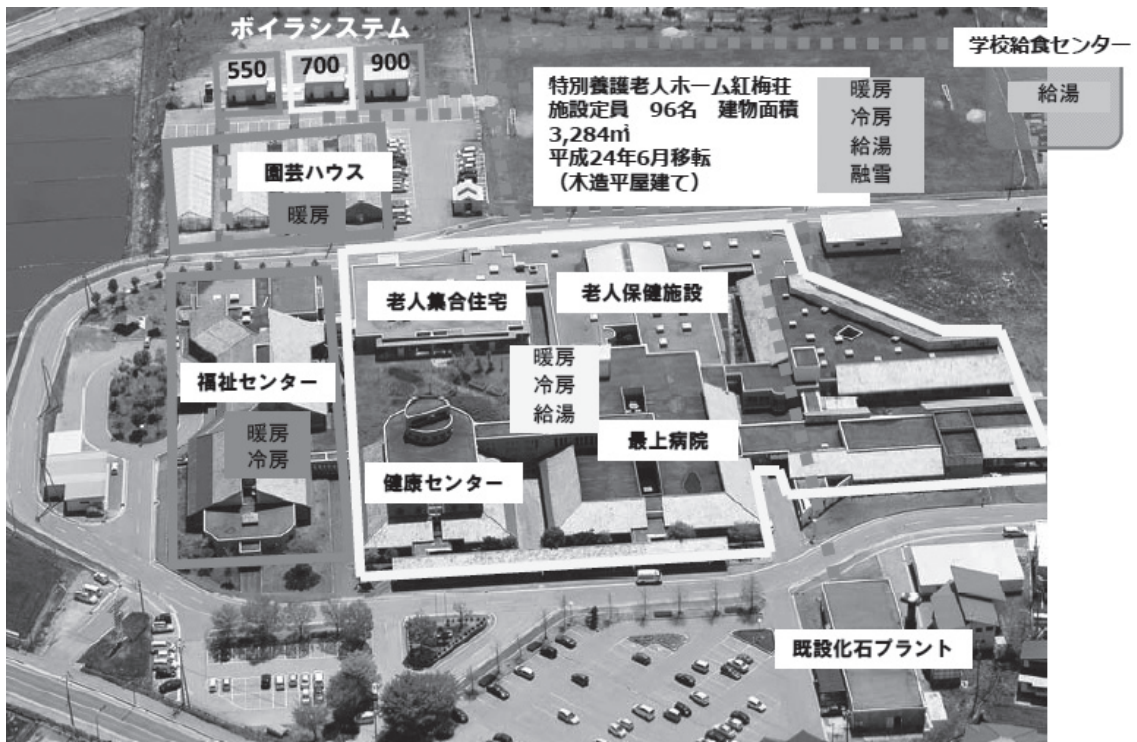 ボイラシステム
550
700
900
学校給食センター
給湯
特別養護老人ホーム紅梅荘
施設定員 96名 建物面積
3,284㎡
平成24年6月移転
（木造平屋建て）
暖房
冷房
給湯
融雪
園芸ハウス
暖房
老人集合住宅
老人保健施設
福祉センター
暖房
冷房
暖房
冷房
給湯
最上病院
健康センター
既設化石プラント